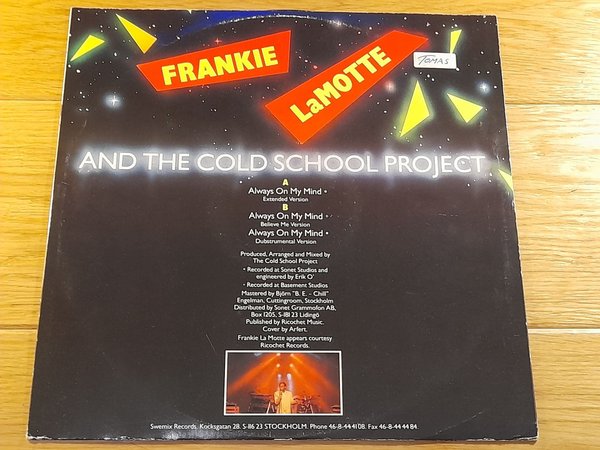 FRANKIE
LaMOTTE
TOMAS
AND THE COLD SCHOOL PROJECT
A
Always On My Mind •
Extended Version
B
Always On My Mind •
Believe Me Version
Always On My Mind •
Dubstrumental Version
Produced, Arranged and Mixed by
The Cold School Project
• Recorded at Sonet Studios and
engineered by Erik O'
• Recorded at Basement Studios
Mastered by Björn "B. E. - Chill"
Engelman, Cuttingroom, Stockholm
Distributed by Sonet Grammofon AB,
Box 1205, S-181 23 Lidingö
Published by Ricochet Music.
Cover by Arfert.
Frankie La Motte appears courtesy
Ricochet Records.
Swemix Records, Kocksgatan 28, S-116 23 STOCKHOLM. Phone 46-8-44 41 08. Fax 46-8-44 44 84.